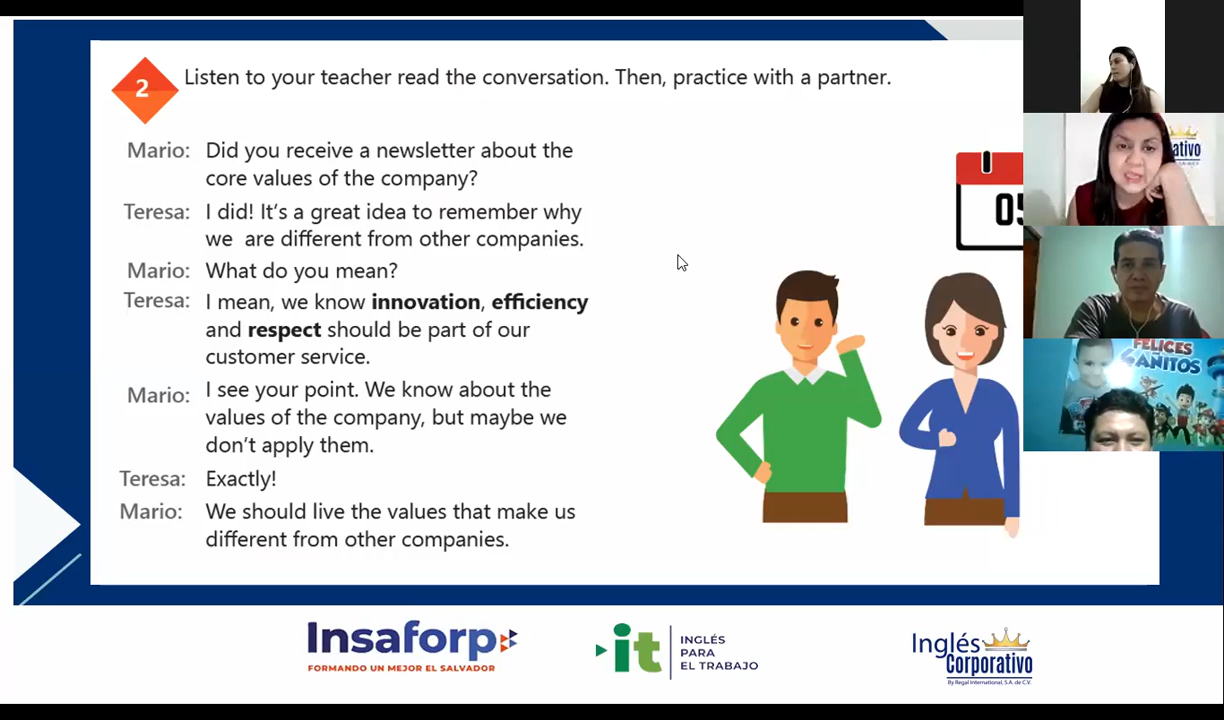 2
Listen to your teacher read the conversation. Then, practice with a partner.
Mario: Did you receive a newsletter about the
core values of the company?
Teresa: I did! It's a great idea to remember why
we are different from other companies.
Mario: What do you mean?
Teresa: I mean, we know innovation, efficiency
and respect should be part of our
customer service.
Mario: I see your point. We know about the
values of the company, but maybe we
don't apply them.
Teresa: Exactly!
Mario: We should live the values that make us
different from other companies.
05
ativo
FELICES
AÑITOS
Insaforp
FORMANDO UN MEJOR EL SALVADOR
it
INGLÉS
PARA
EL TRABAJO
Inglés
Corporativo
By Regal International, S.A. de C.V.